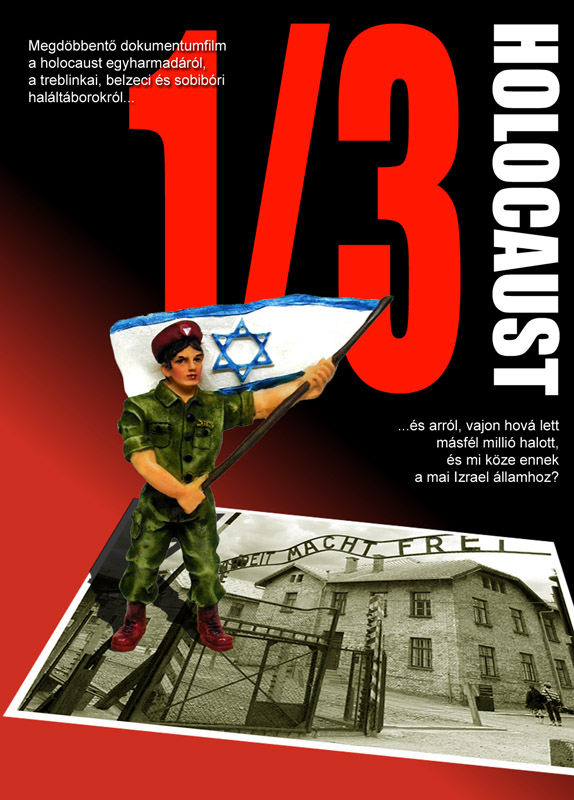 Megdöbbentő dokumentumfilm
a holocaust egyharmadáról,
a treblinkai, belzeci és sobibóri
haláltáborokról...
1/3
HOLOCAUST
...és arról, vajon hová lett
másfél millió halott,
és mi köze ennek
a mai Izrael államhoz?
MACHT FREI